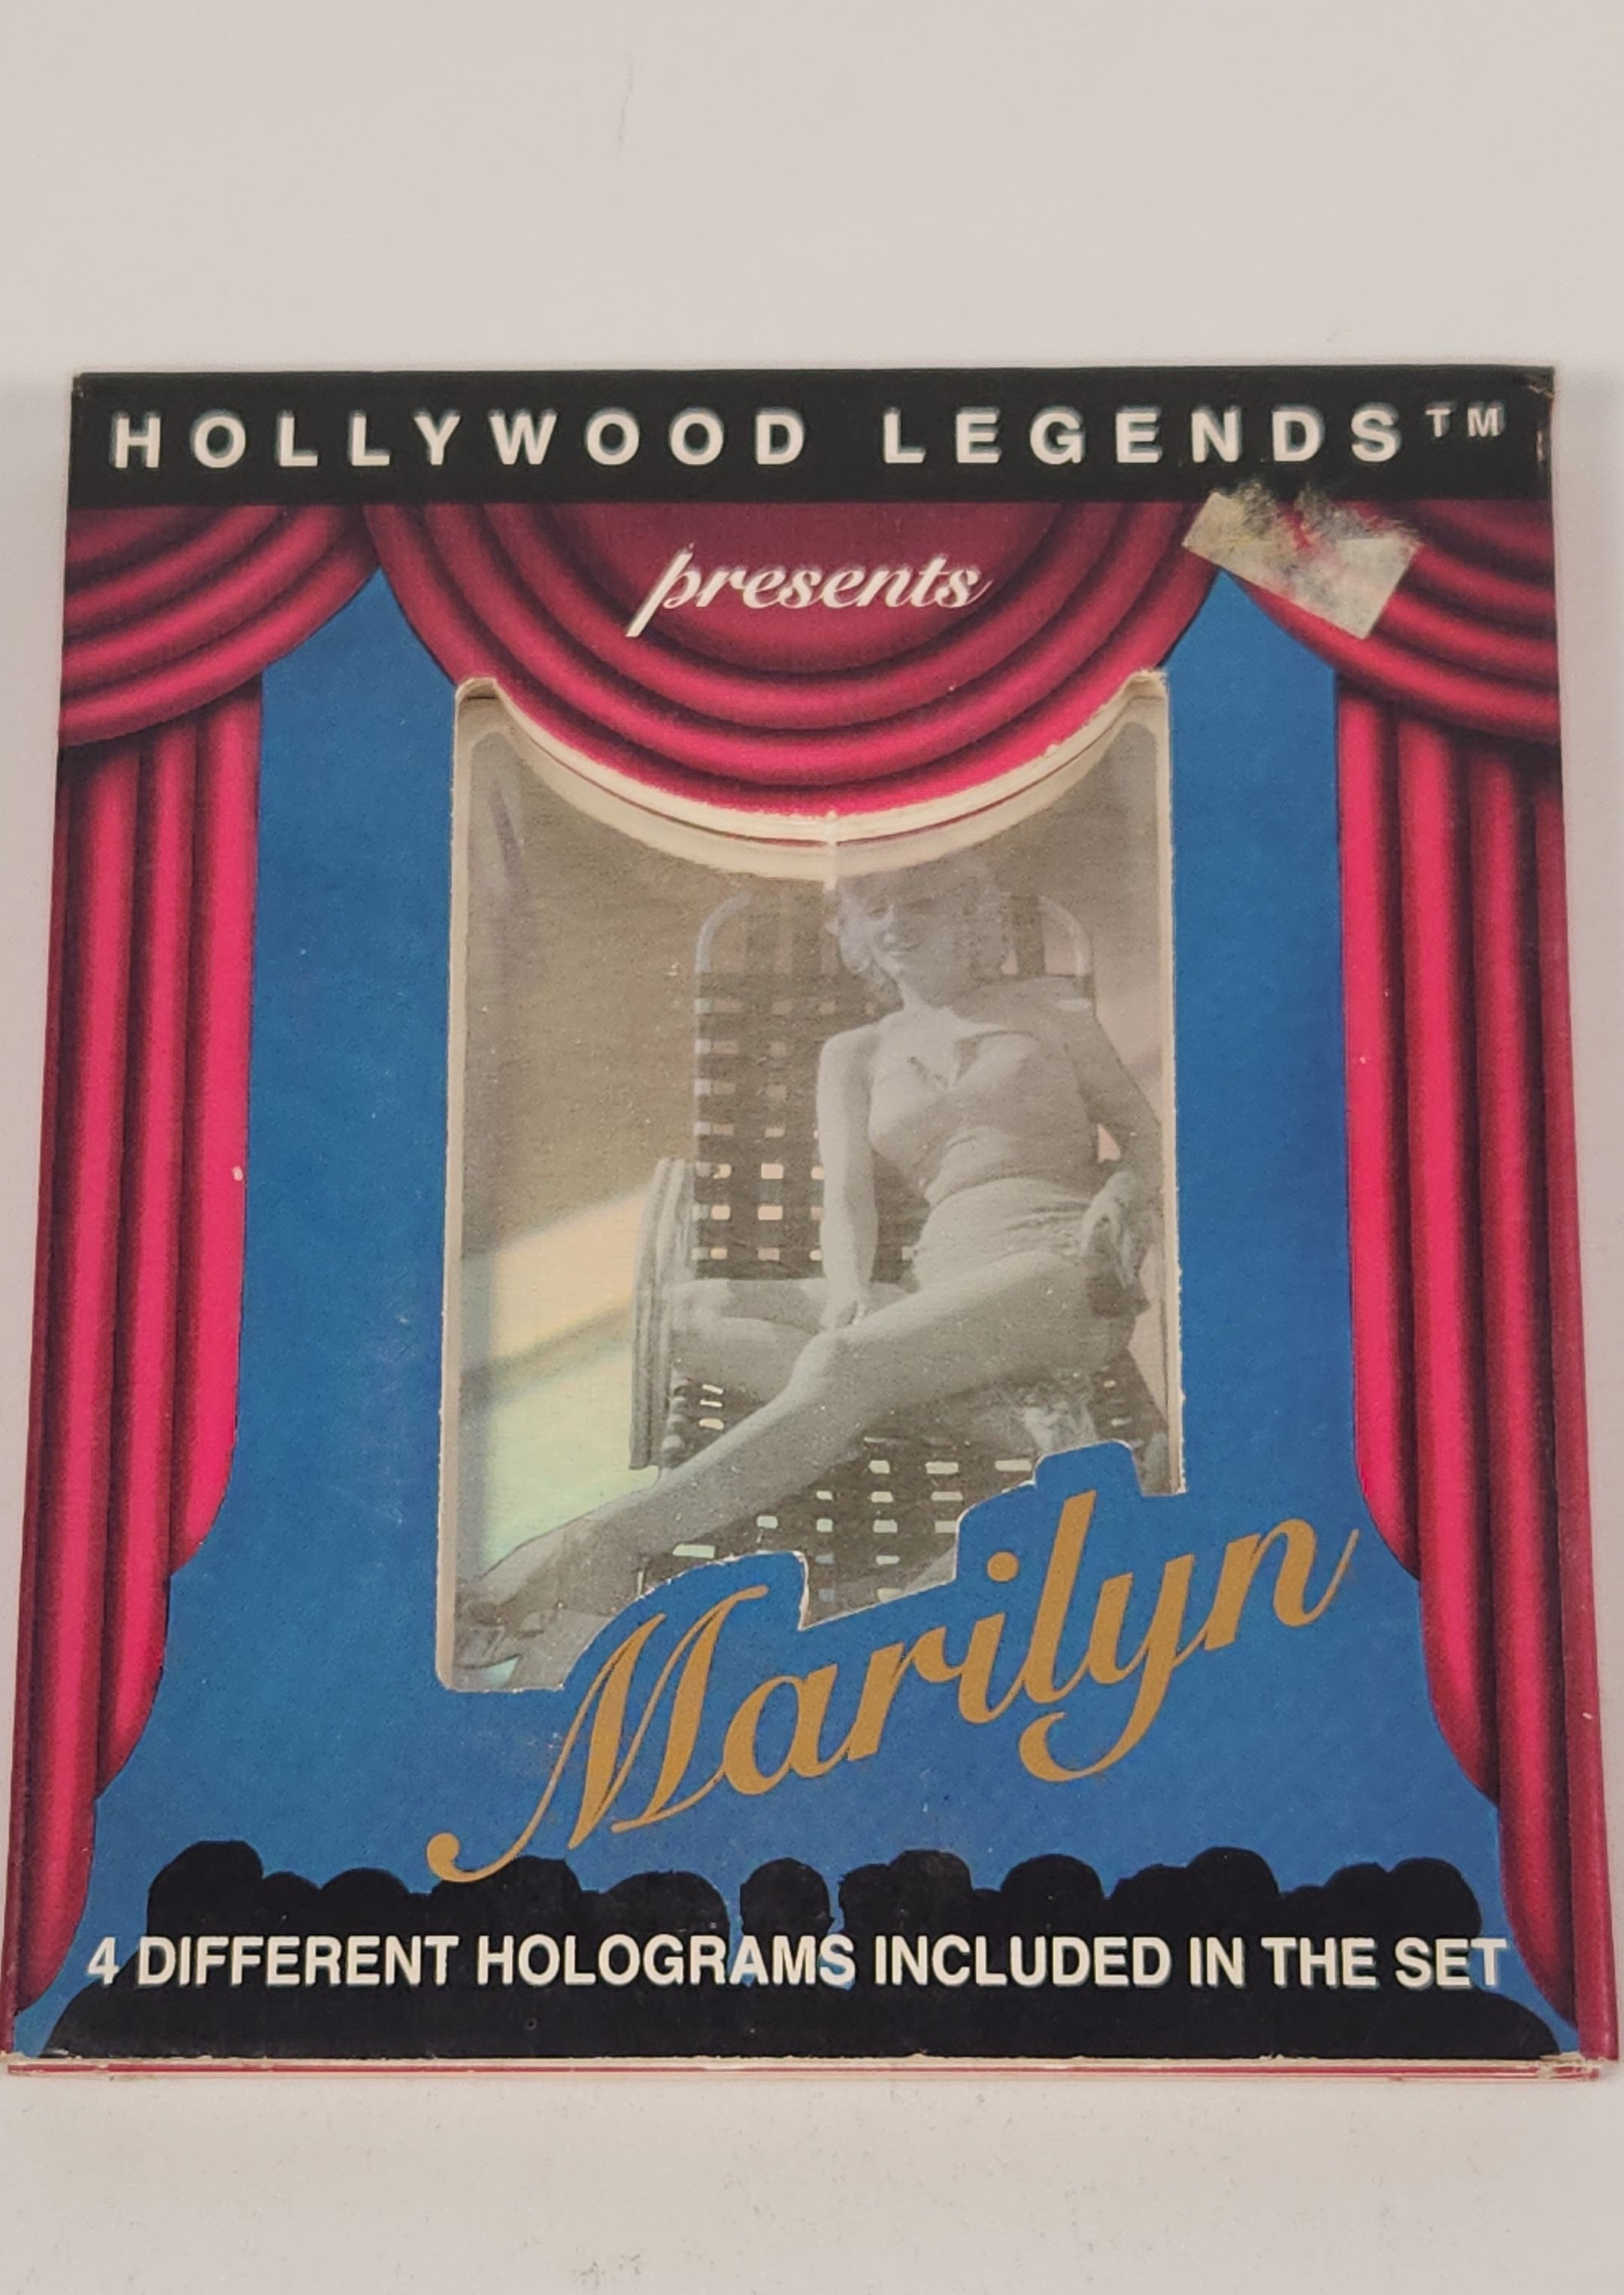 HOLLYWOOD LEGENDS™
presents
Marilyn
4 DIFFERENT HOLOGRAMS INCLUDED IN THE SET